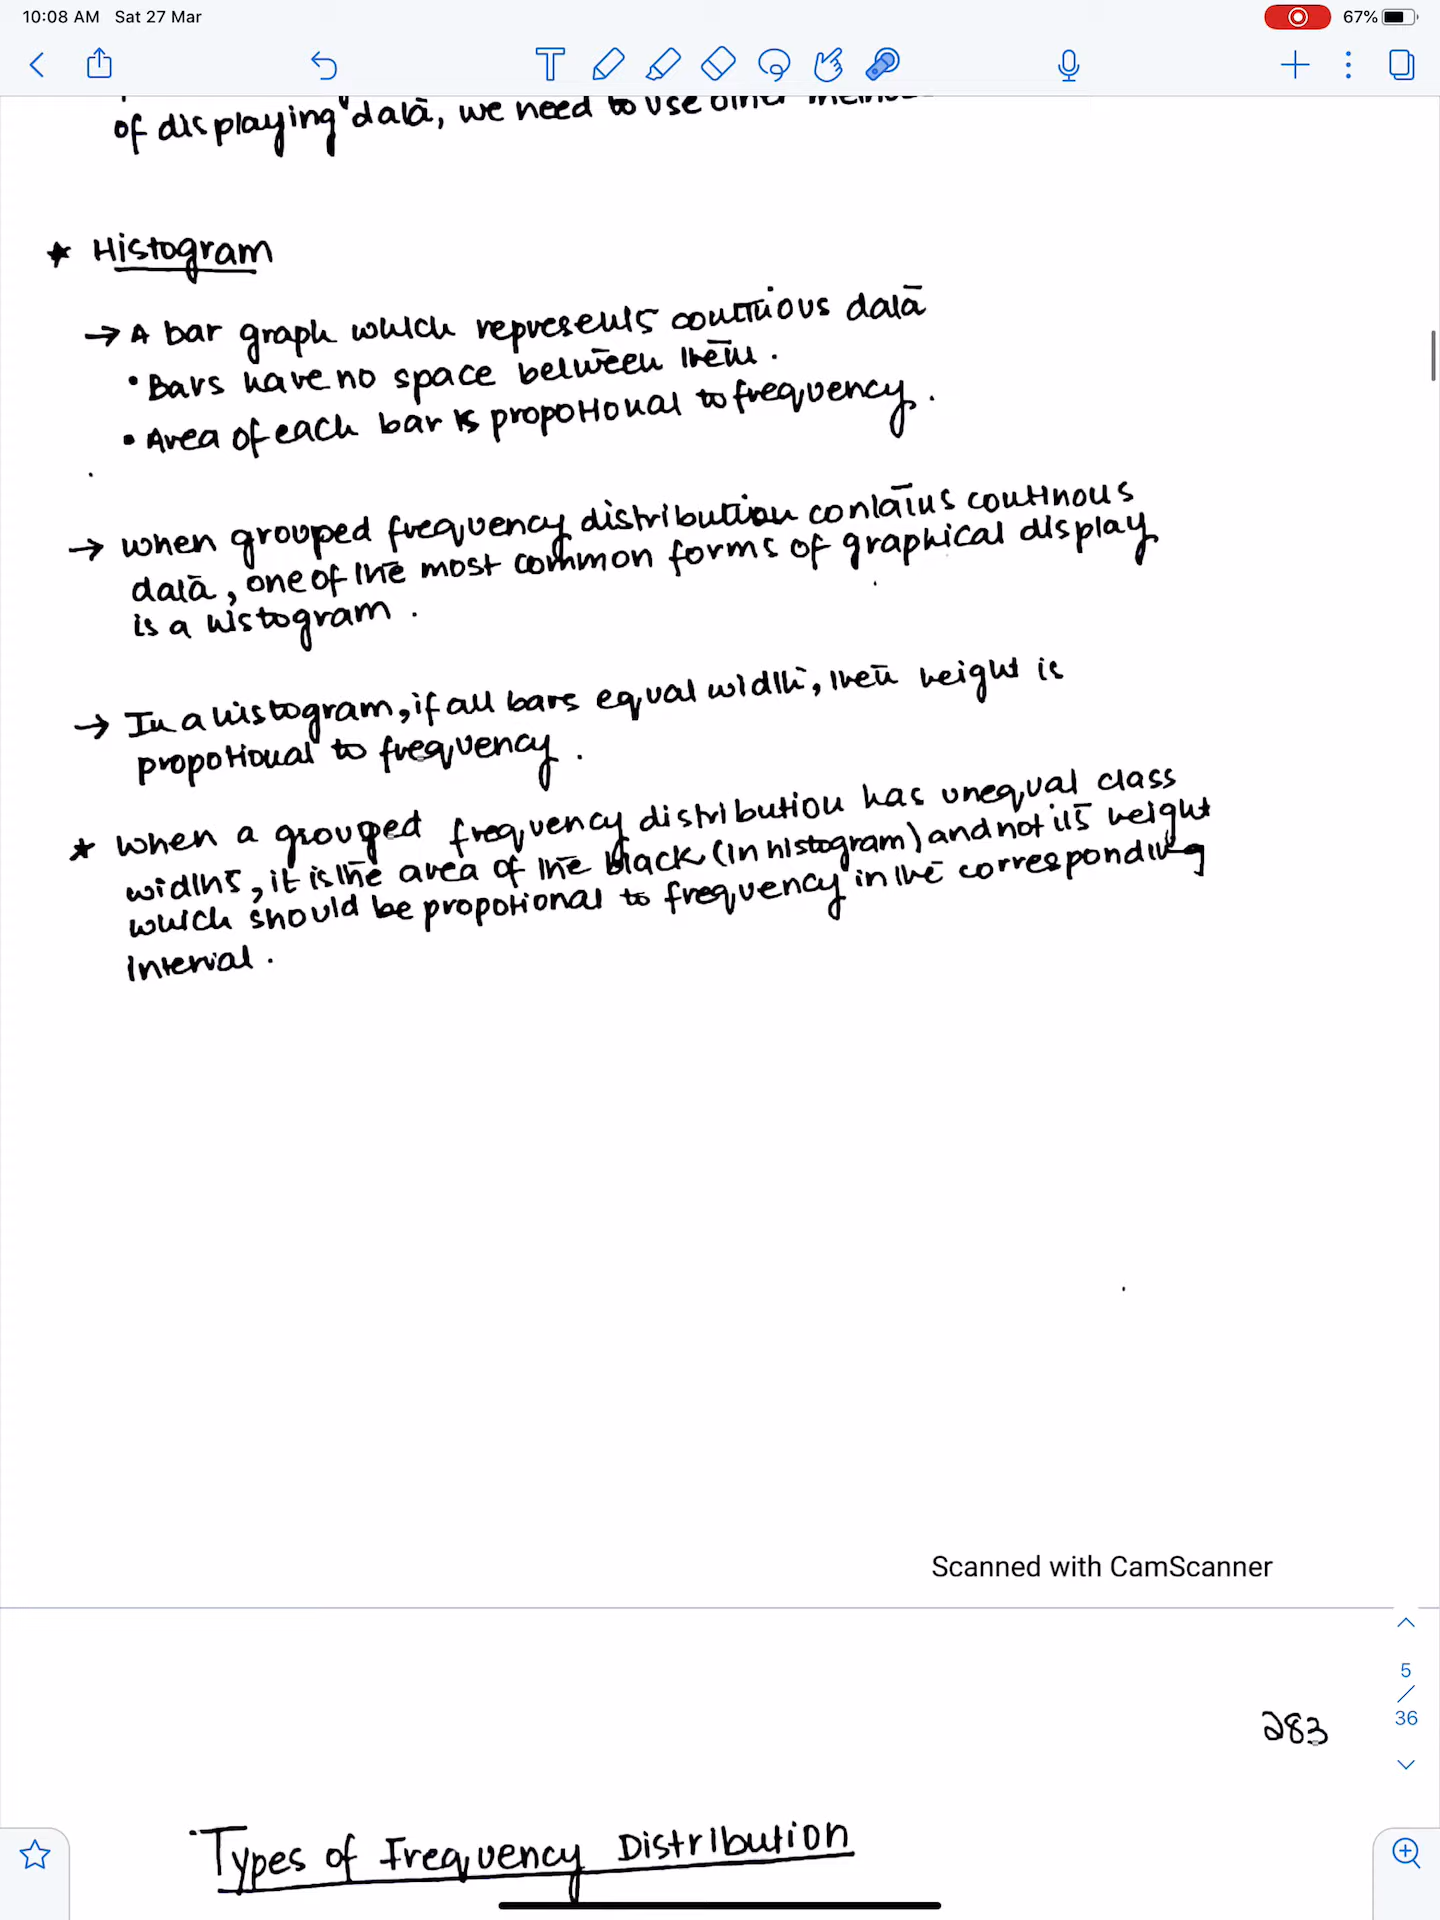 10:08 AM Sat 27 Mar
67%
of displaying data, we need to use other
★ Histogram
→ A bar graph which represents contnious data
• Bars have no space between them.
• Area of each bar is propotional to frequency.
→ when grouped frequency distribution contains continous
data, one of the most common forms of graphical display
is a histogram.
→ In a histogram, if all bars equal width, then height is
propotional to frequency.
★ when a grouped frequency distribution has unequal class
widths, it is the area of the black (in histogram) and not its height
which should be propotional to frequency in the corresponding
interval.
Scanned with CamScanner
5
/
36
283
Types of Frequency Distribution